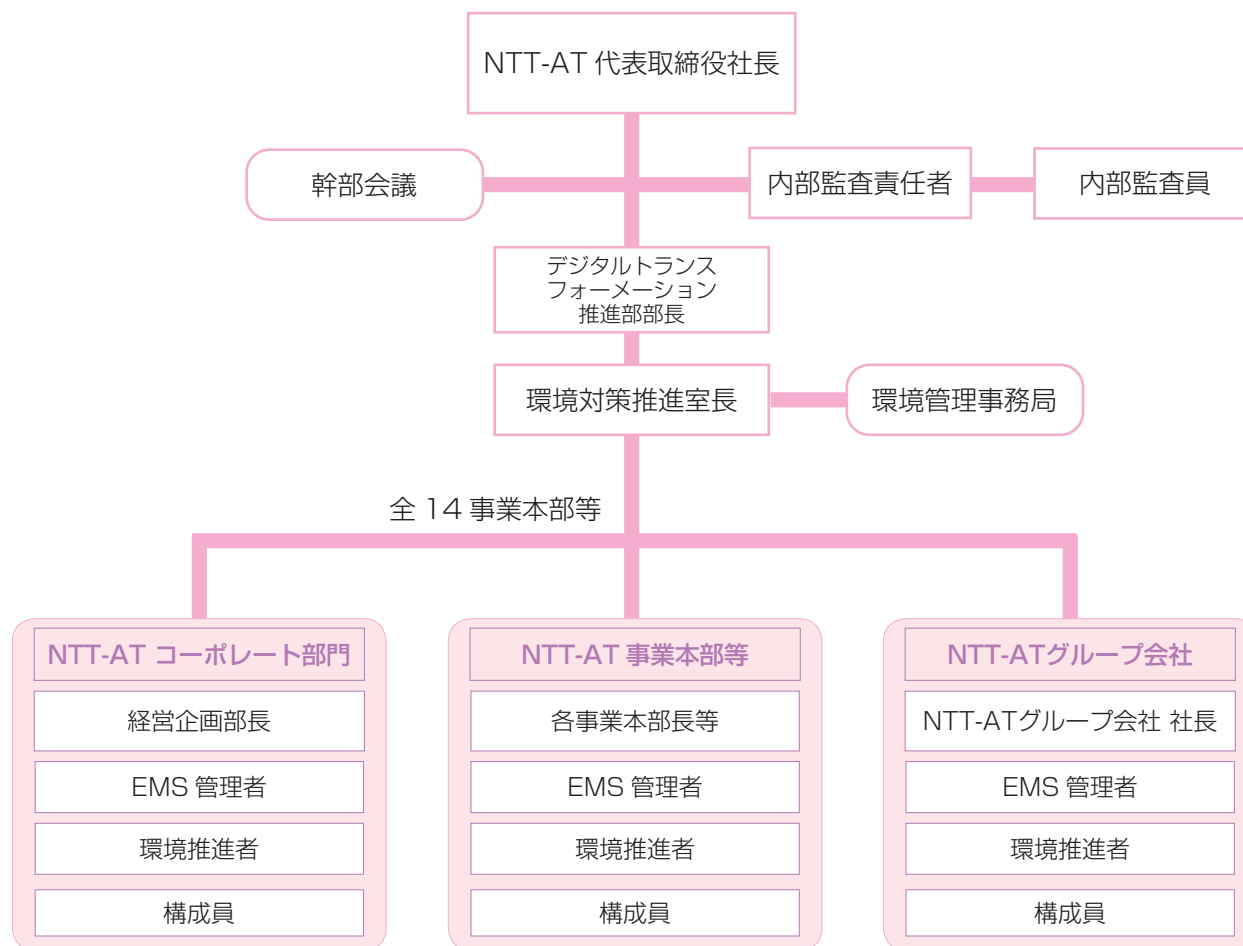 NTT-AT 代表取締役社長
幹部会議
内部監査責任者
内部監査員
デジタルトランス
フォーメーション
推進部部長
環境対策推進室長
環境管理事務局
全 14 事業本部等
NTT-AT コーポレート部門
経営企画部長
EMS 管理者
環境推進者
構成員
NTT-AT 事業本部等
各事業本部長等
EMS 管理者
環境推進者
構成員
NTT-ATグループ会社
NTT-ATグループ会社 社長
EMS 管理者
環境推進者
構成員